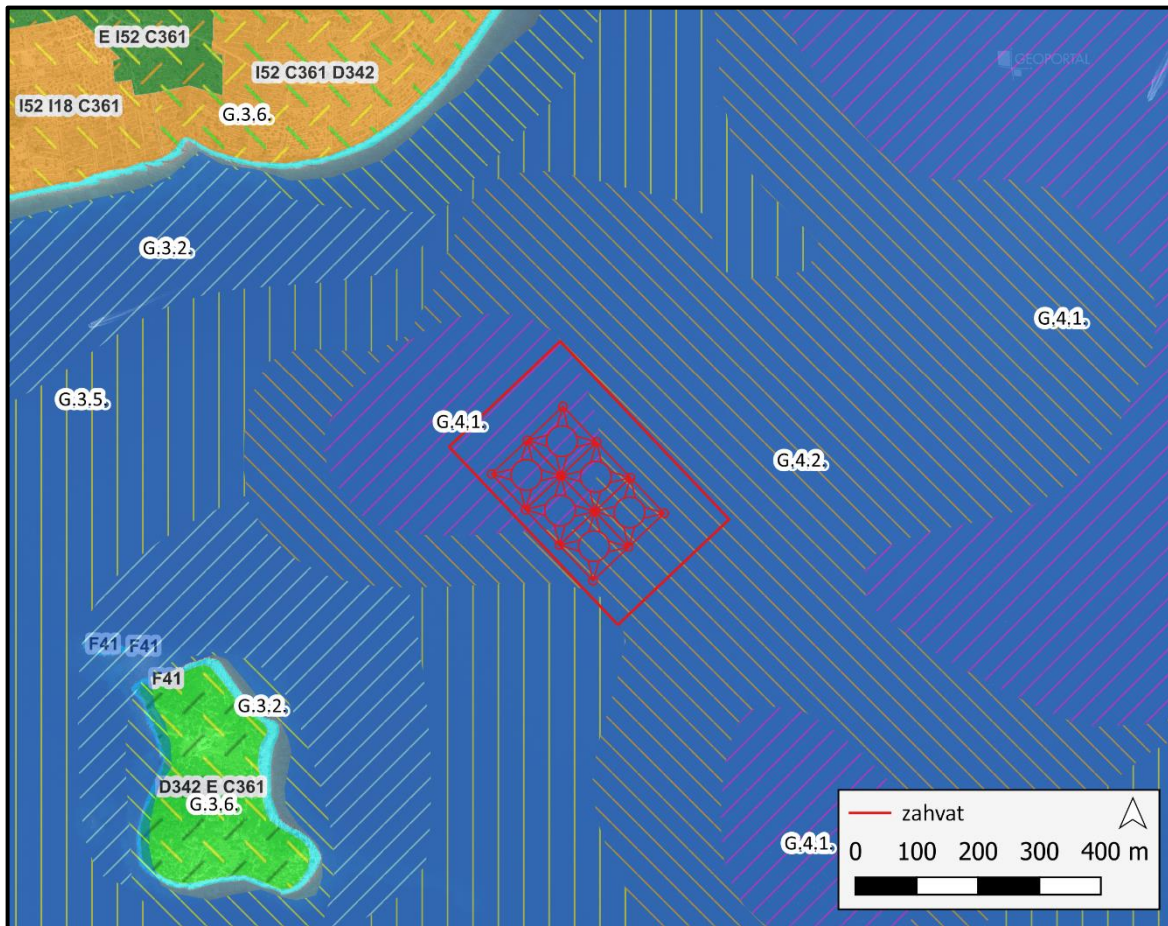 E I52 C361
GEOPORTAL
I52 C361 D342
I52 I18 C361
G.3.6.
G.3.2.
G.4.1.
G.3.5.
G.4.1.
G.4.2.
F41 F41
F41
G.3.2.
D342 E C361
G.3.6.
zahvat
G.4.1.
0 100 200 300 400 m